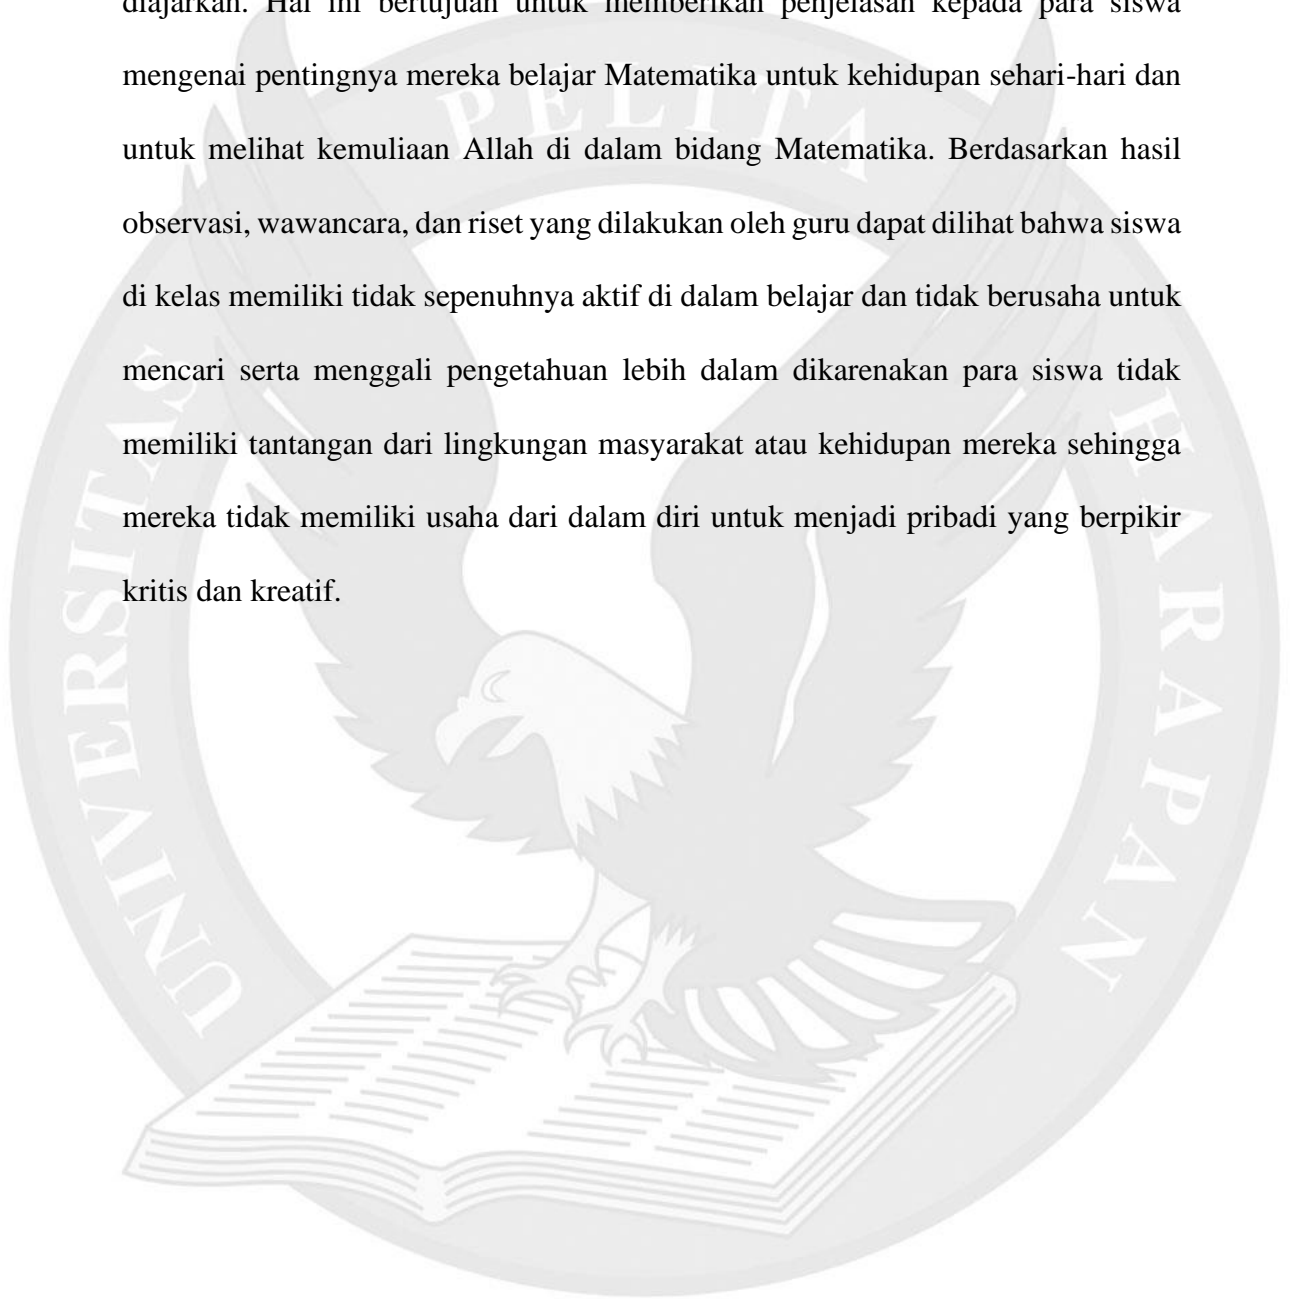 diajarkan. Hal ini bertujuan untuk memberikan penjelasan kepada para siswa
mengenai pentingnya mereka belajar Matematika untuk kehidupan sehari-hari dan
untuk melihat kemuliaan Allah di dalam bidang Matematika. Berdasarkan hasil
observasi, wawancara, dan riset yang dilakukan oleh guru dapat dilihat bahwa siswa
di kelas memiliki tidak sepenuhnya aktif di dalam belajar dan tidak berusaha untuk
mencari serta menggali pengetahuan lebih dalam dikarenakan para siswa tidak
memiliki tantangan dari lingkungan masyarakat atau kehidupan mereka sehingga
mereka tidak memiliki usaha dari dalam diri untuk menjadi pribadi yang berpikir
kritis dan kreatif.
UNIVERSITAS
PELITA
HARAPAN